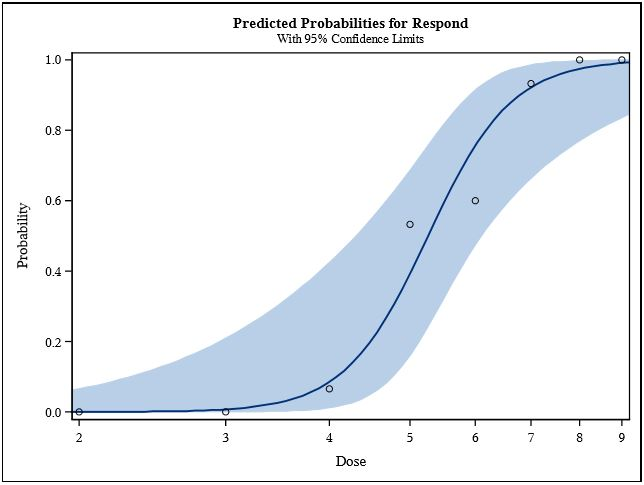 Predicted Probabilities for Respond
With 95% Confidence Limits
1.0
0.8
0.6
0.4
0.2
0.0
Probability
2 3 4 5 6 7 8 9
Dose